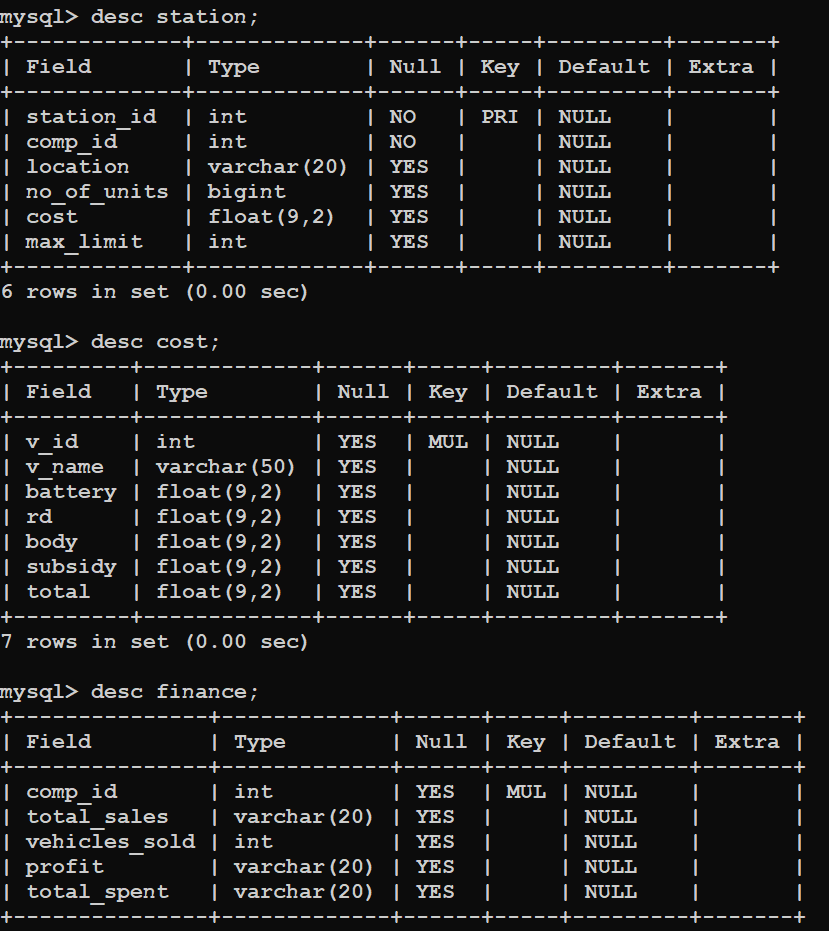 mysql> desc station;
+-------------+-------------+------+-----+---------+-------+
| Field       | Type        | Null | Key | Default | Extra |
+-------------+-------------+------+-----+---------+-------+
| station_id  | int         | NO   | PRI | NULL    |       |
| comp_id     | int         | NO   |     | NULL    |       |
| location    | varchar(20) | YES  |     | NULL    |       |
| no_of_units | bigint      | YES  |     | NULL    |       |
| cost        | float(9,2)  | YES  |     | NULL    |       |
| max_limit   | int         | YES  |     | NULL    |       |
+-------------+-------------+------+-----+---------+-------+
6 rows in set (0.00 sec)

mysql> desc cost;
+---------+-------------+------+-----+---------+-------+
| Field   | Type        | Null | Key | Default | Extra |
+---------+-------------+------+-----+---------+-------+
| v_id    | int         | YES  | MUL | NULL    |       |
| v_name  | varchar(50) | YES  |     | NULL    |       |
| battery | float(9,2)  | YES  |     | NULL    |       |
| rd      | float(9,2)  | YES  |     | NULL    |       |
| body    | float(9,2)  | YES  |     | NULL    |       |
| subsidy | float(9,2)  | YES  |     | NULL    |       |
| total   | float(9,2)  | YES  |     | NULL    |       |
+---------+-------------+------+-----+---------+-------+
7 rows in set (0.00 sec)

mysql> desc finance;
+---------------+-------------+------+-----+---------+-------+
| Field         | Type        | Null | Key | Default | Extra |
+---------------+-------------+------+-----+---------+-------+
| comp_id       | int         | YES  | MUL | NULL    |       |
| total_sales   | varchar(20) | YES  |     | NULL    |       |
| vehicles_sold | int         | YES  |     | NULL    |       |
| profit        | varchar(20) | YES  |     | NULL    |       |
| total_spent   | varchar(20) | YES  |     | NULL    |       |
+---------------+-------------+------+-----+---------+-------+